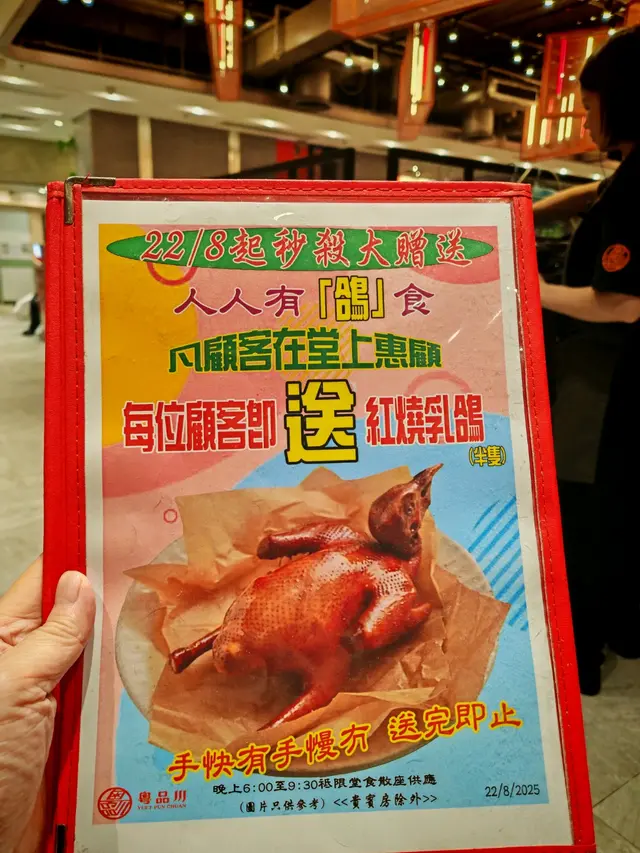 22/8起秒殺大贈送
人人有「鴿」食
凡顧客在堂上惠顧
每位顧客即送紅燒乳鴿
(半隻)
手快有手慢冇 送完即止
晚上6:00至9:30祗限堂食散座供應
(圖片只供參考) <<貴賓房除外>>
粵品川
YUET PUN CHUAN
22/8/2025